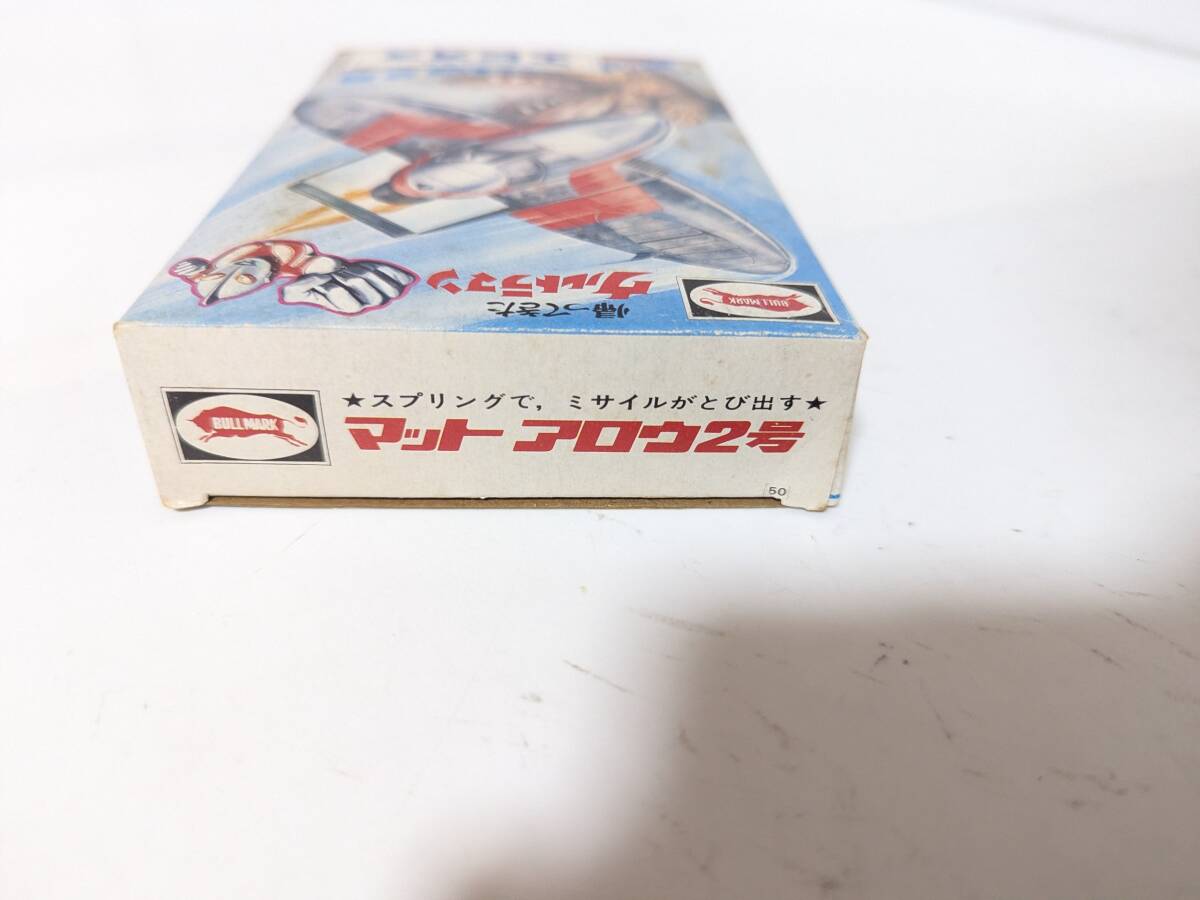 帰ってきた
ウルトラマン
BULLMARK
BULLMARK
★スプリングで，ミサイルがとび出す★
マット アロウ2号
50